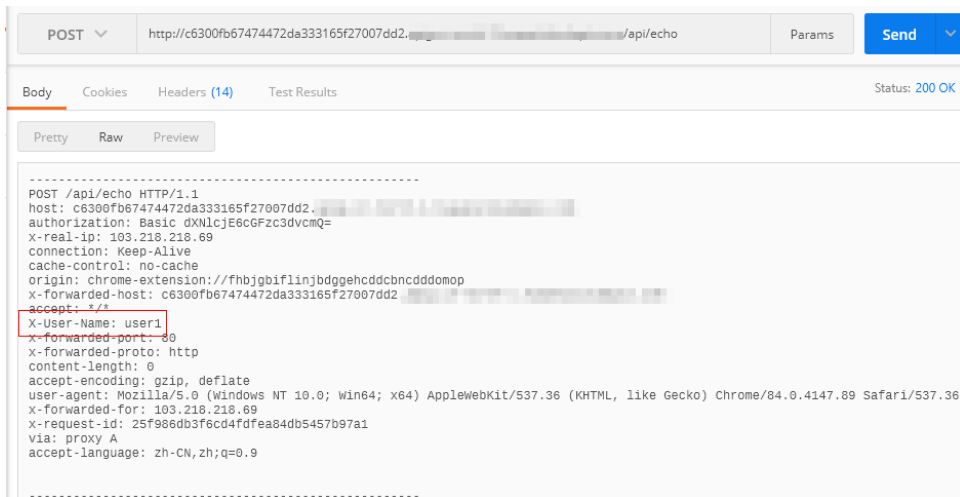 POST http://c6300fb67474472da333165f27007dd2. /api/echo Params Send
Body Cookies Headers (14) Test Results Status: 200 OK
Pretty Raw Preview
-----------------------------------------------------
POST /api/echo HTTP/1.1
host: c6300fb67474472da333165f27007dd2.
authorization: Basic dXNlcjE6cGFzc3dvcmQ=
x-real-ip: 103.218.218.69
connection: Keep-Alive
cache-control: no-cache
origin: chrome-extension://fhbjgbiflinjbdggehcddcbncdddomop
x-forwarded-host: c6300fb67474472da333165f27007dd2
accept: */*
X-User-Name: user1
x-forwarded-port: 80
x-forwarded-proto: http
content-length: 0
accept-encoding: gzip, deflate
user-agent: Mozilla/5.0 (Windows NT 10.0; Win64; x64) AppleWebKit/537.36 (KHTML, like Gecko) Chrome/84.0.4147.89 Safari/537.36
x-forwarded-for: 103.218.218.69
x-request-id: 25f986db3f6cd4fdfea84db5457b97a1
via: proxy A
accept-language: zh-CN,zh;q=0.9
-----------------------------------------------------